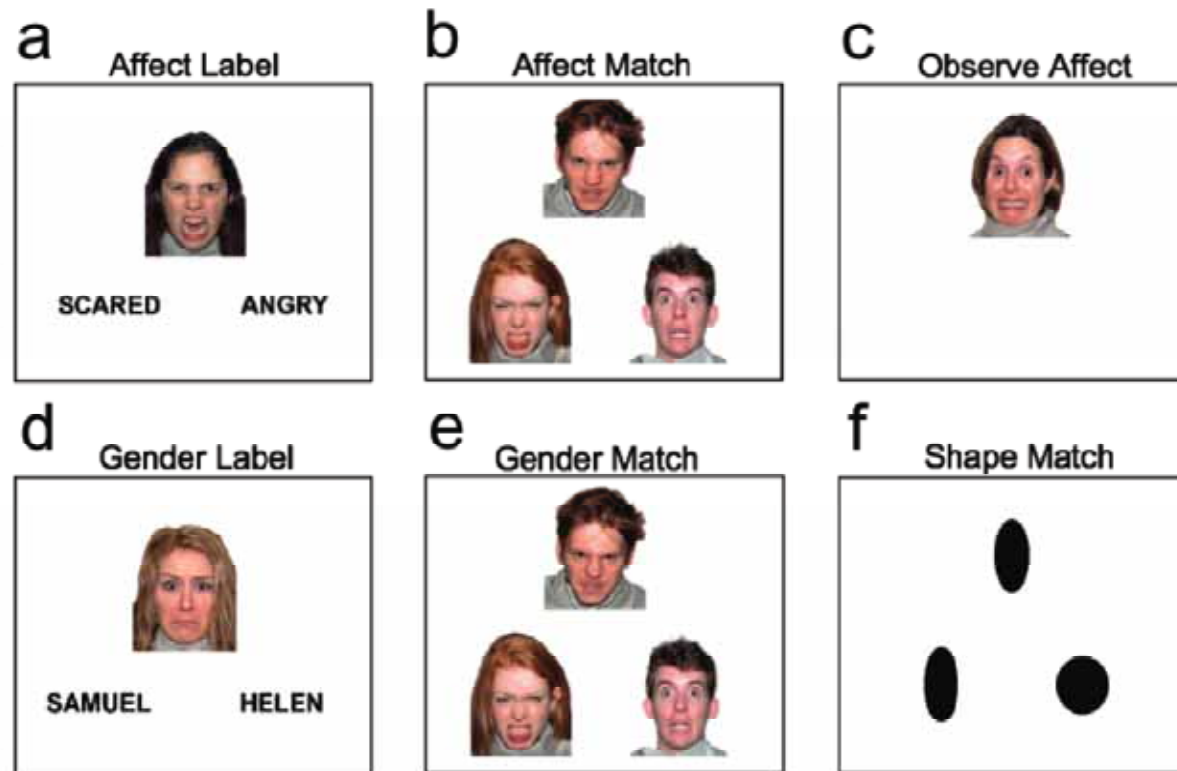 a
Affect Label
SCARED ANGRY
b
Affect Match
c
Observe Affect
d
Gender Label
SAMUEL HELEN
e
Gender Match
f
Shape Match